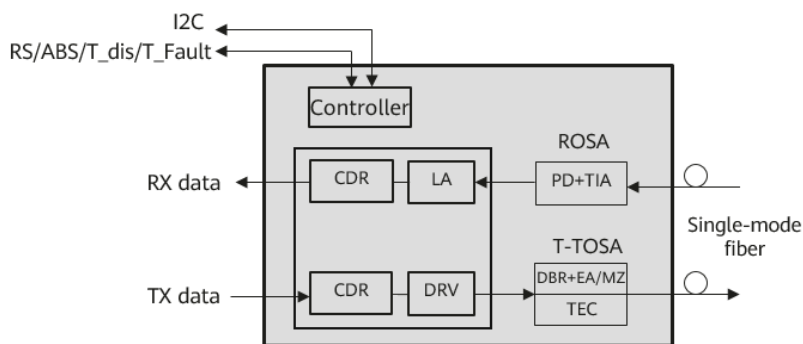 I2C
RS/ABS/T_dis/T_Fault
Controller
ROSA
RX data
CDR
LA
PD+TIA
Single-mode
fiber
T-TOSA
TX data
CDR
DRV
DBR+EA/MZ
TEC